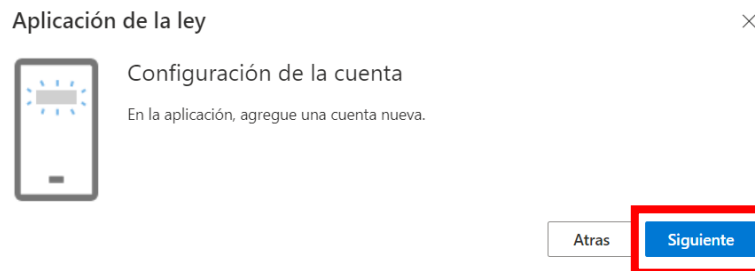 Aplicación de la ley
Configuración de la cuenta
En la aplicación, agregue una cuenta nueva.
Atras
Siguiente